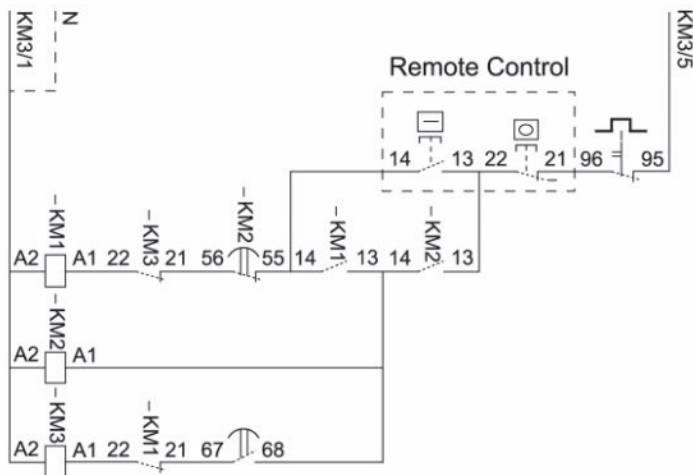 KM3/1
N
KM3/5
Remote Control
14 13 22 21 96 95
-KM1
-KM3
-KM2
-KM1
-KM2
A2 A1 22 21 56 55 14 13 14 13
-KM2
A2 A1
-KM3
-KM1
A2 A1 22 21 67 68